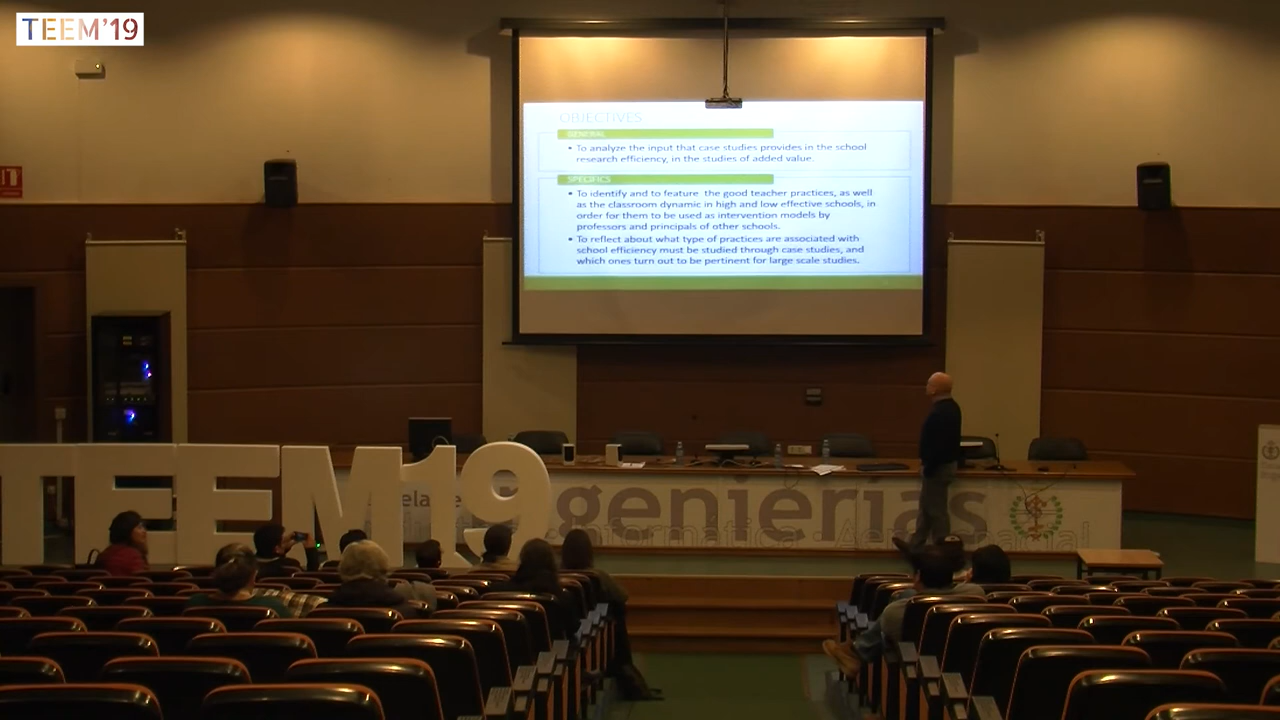 TEEM'19
OBJECTIVES
GENERAL
• To analyze the input that case studies provides in the school
research efficiency, in the studies of added value.
SPECIFICS
• To identify and to feature the good teacher practices, as well
as the classroom dynamic in high and low effective schools, in
order for them to be used as intervention models by
professors and principals of other schools.
• To reflect about what type of practices are associated with
school efficiency must be studied through case studies, and
which ones turn out to be pertinent for large scale studies.
TEEM19
genierías
Informática